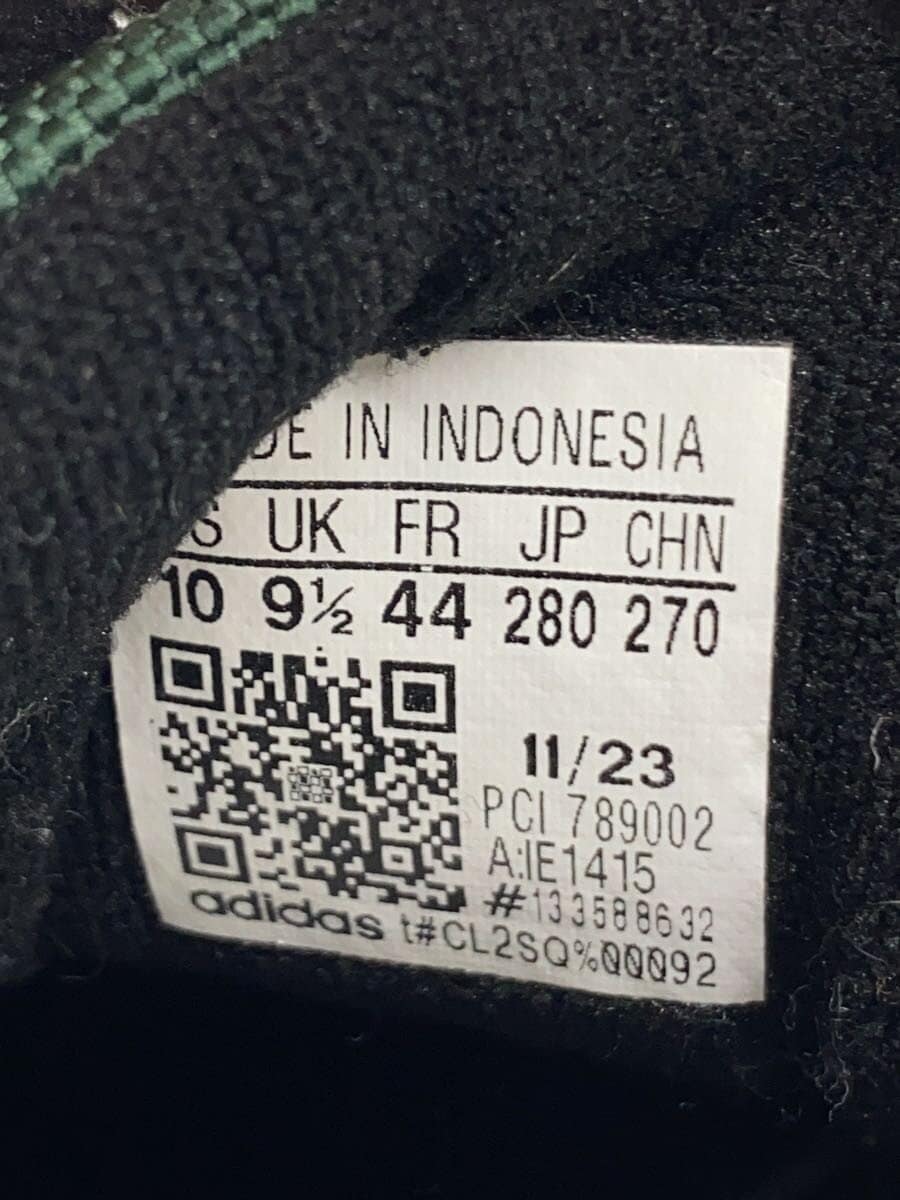 DE IN INDONESIA
S UK FR JP CHN
10 9½ 44 280 270
11/23
PCI 789002
A:IE1415
#133588632
adidas t#CL2SQ%00092